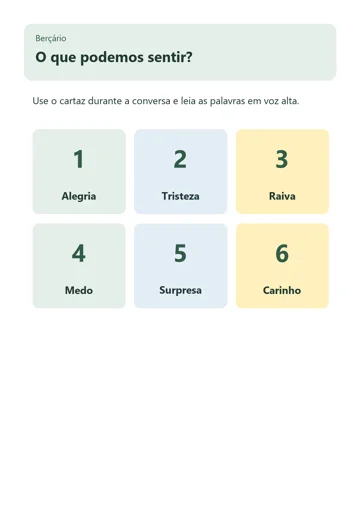 Berçário
O que podemos sentir?
Use o cartaz durante a conversa e leia as palavras em voz alta.
1 2 3
Alegria Tristeza Raiva
4 5 6
Medo Surpresa Carinho